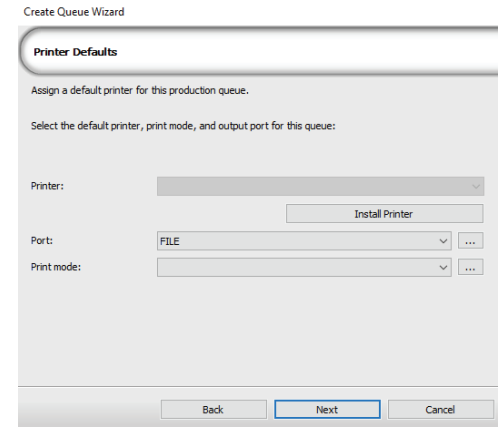 Create Queue Wizard
Printer Defaults
Assign a default printer for this production queue.
Select the default printer, print mode, and output port for this queue:
Printer:
Install Printer
Port: FILE ...
Print mode: ...
Back Next Cancel